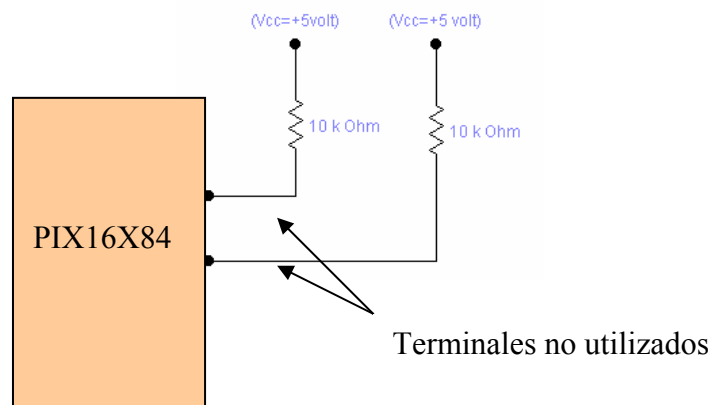 (Vcc=+5volt) (Vcc=+5 volt)
10 k Ohm 10 k Ohm
PIX16X84
Terminales no utilizados